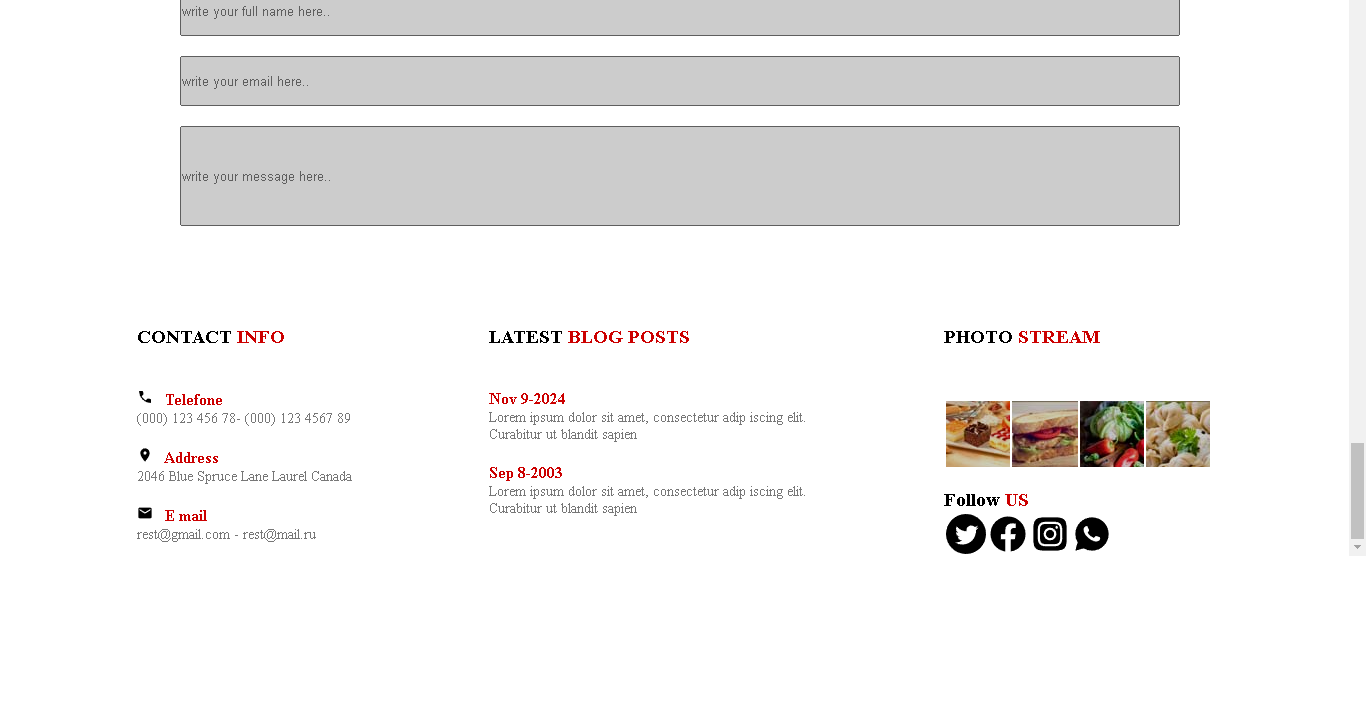 write your full name here..
write your email here..
write your message here..
CONTACT INFO
Telefone
(000) 123 456 78- (000) 123 4567 89
Address
2046 Blue Spruce Lane Laurel Canada
E mail
rest@gmail.com - rest@mail.ru
LATEST BLOG POSTS
Nov 9-2024
Lorem ipsum dolor sit amet, consectetur adip iscing elit.
Curabitur ut blandit sapien
Sep 8-2003
Lorem ipsum dolor sit amet, consectetur adip iscing elit.
Curabitur ut blandit sapien
PHOTO STREAM
Follow US